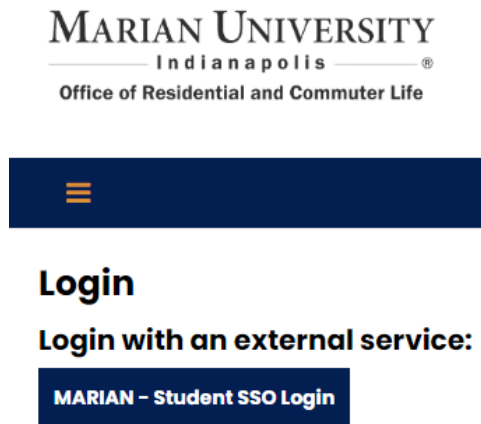 MARIAN UNIVERSITY
Indianapolis ®
Office of Residential and Commuter Life
Login
Login with an external service:
MARIAN - Student SSO Login